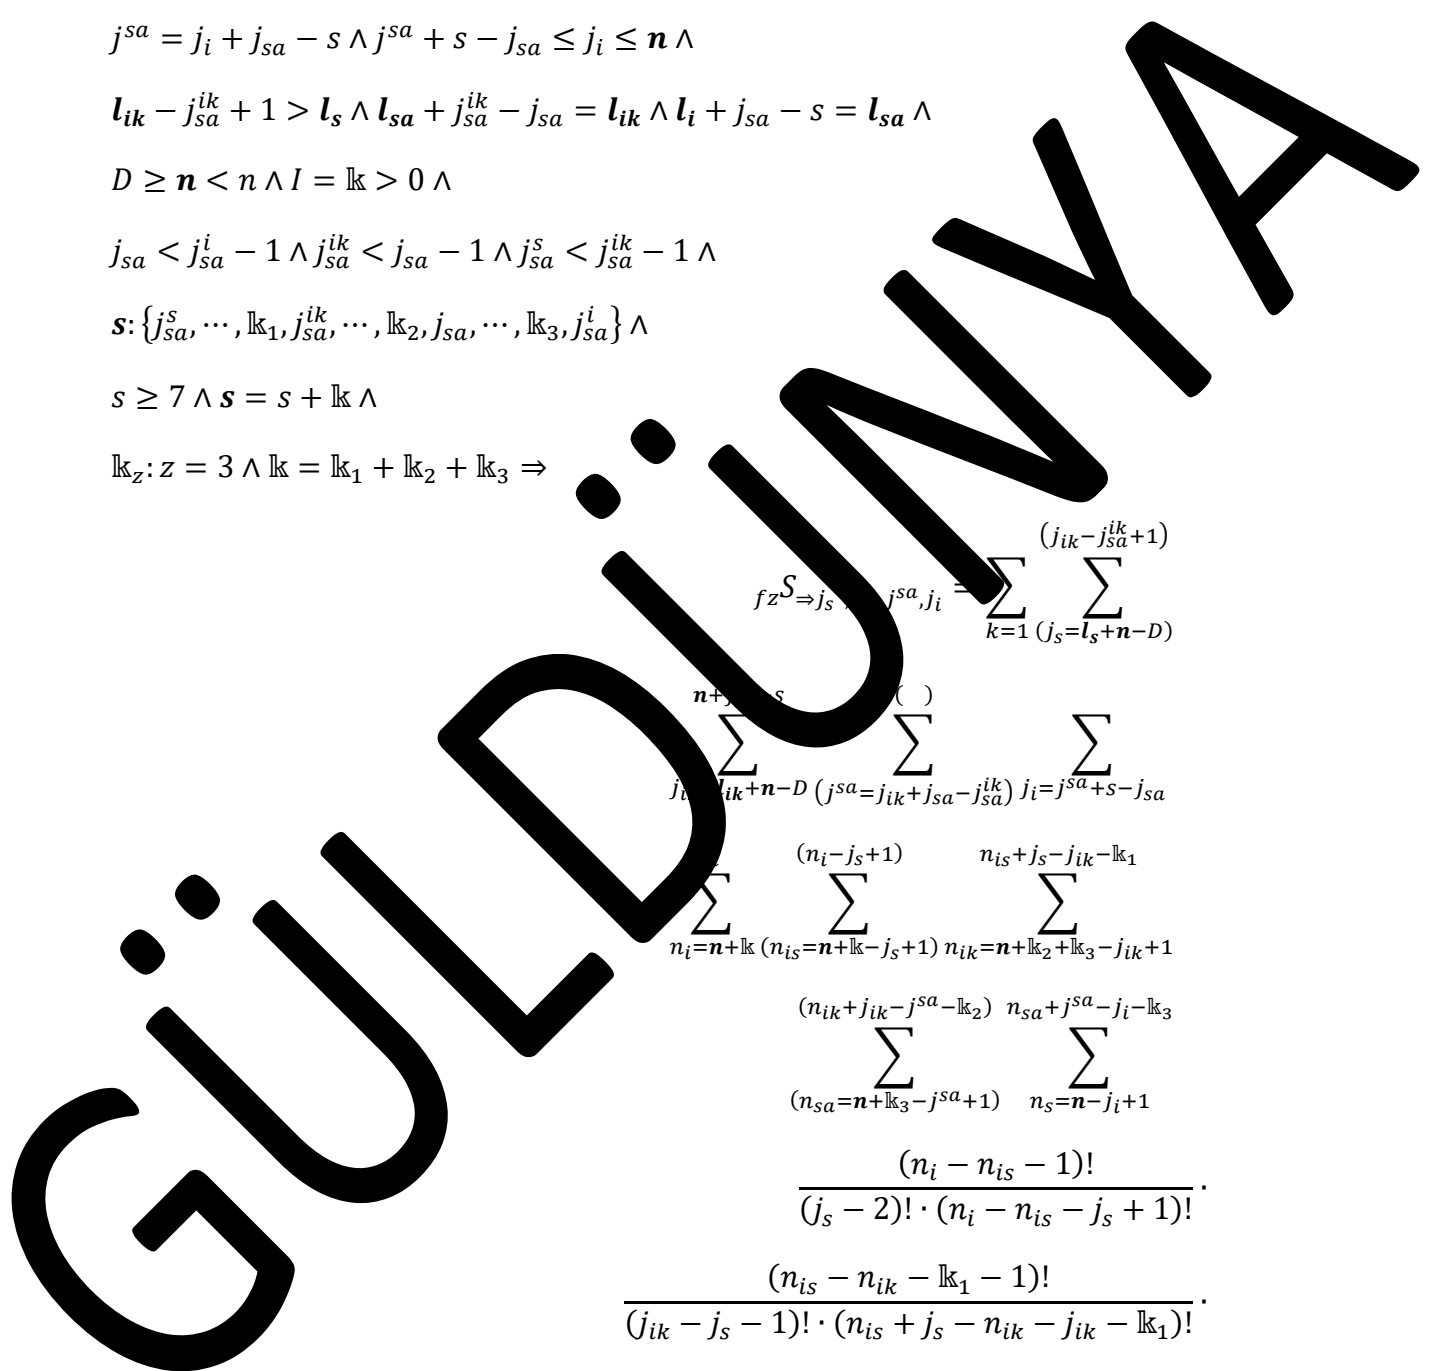 j^{sa} = j_i + j_{sa} − s ∧ j^{sa} + s − j_{sa} ≤ j_i ≤ 𝒏 ∧
𝒍_{𝒊𝒌} − j_{sa}^{ik} + 1 > 𝒍_𝒔 ∧ 𝒍_{𝒔𝒂} + j_{sa}^{ik} − j_{sa} = 𝒍_{𝒊𝒌} ∧ 𝒍_𝒊 + j_{sa} − s = 𝒍_{𝒔𝒂} ∧
D ≥ 𝒏 < n ∧ I = 𝕜 > 0 ∧
j_{sa} < j_{sa}^{i} − 1 ∧ j_{sa}^{ik} < j_{sa} − 1 ∧ j_{sa}^{s} < j_{sa}^{ik} − 1 ∧
𝒔: {j_{sa}^{s}, ⋯, 𝕜_1, j_{sa}^{ik}, ⋯, 𝕜_2, j_{sa}, ⋯, 𝕜_3, j_{sa}^{i}} ∧
s ≥ 7 ∧ 𝒔 = s + 𝕜 ∧
𝕜_z: z = 3 ∧ 𝕜 = 𝕜_1 + 𝕜_2 + 𝕜_3 ⇒
_{fz}S_{⇒j_s, j^{sa}, j_i} = ∑_{k=1} ∑_{(j_s=𝒍_𝒔+𝒏−D)}^{(j_{ik}−j_{sa}^{ik}+1)}
∑_{𝒍_{𝒊𝒌}+𝒏−D} ∑_{(j^{sa}=j_{ik}+j_{sa}−j_{sa}^{ik})}^{( )} ∑_{j_i=j^{sa}+s−j_{sa}}
∑_{n_i=𝒏+𝕜} ∑_{(n_{is}=𝒏+𝕜−j_s+1)}^{(n_i−j_s+1)} ∑_{n_{ik}=𝒏+𝕜_2+𝕜_3−j_{ik}+1}^{n_{is}+j_s−j_{ik}−𝕜_1}
∑_{(n_{sa}=𝒏+𝕜_3−j^{sa}+1)}^{(n_{ik}+j_{ik}−j^{sa}−𝕜_2)} ∑_{n_s=𝒏−j_i+1}^{n_{sa}+j^{sa}−j_i−𝕜_3}
(n_i − n_{is} − 1)!
(j_s − 2)! · (n_i − n_{is} − j_s + 1)! ·
(n_{is} − n_{ik} − 𝕜_1 − 1)!
(j_{ik} − j_s − 1)! · (n_{is} + j_s − n_{ik} − j_{ik} − 𝕜_1)! ·
GÜLDÜNYA